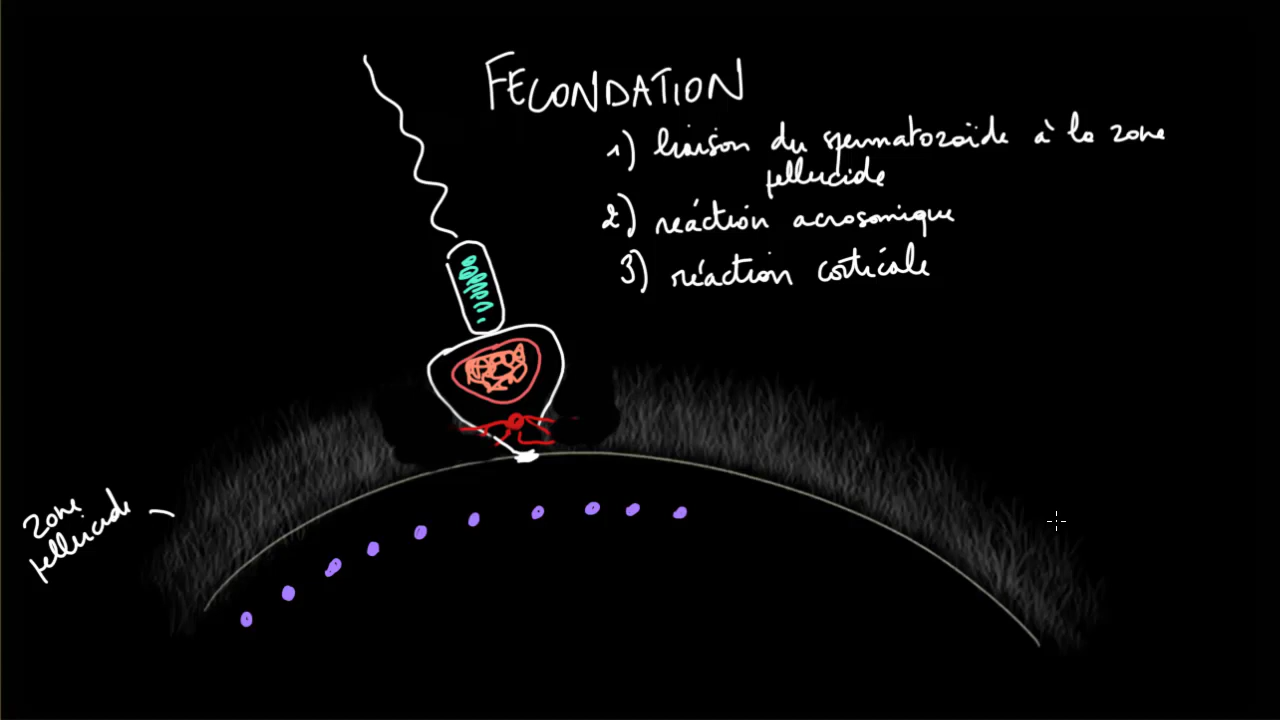 FECONDATION
1) liaison du spermatozoïde à la zone
pellucide
2) réaction acrosomique
3) réaction corticale
zone
pellucide